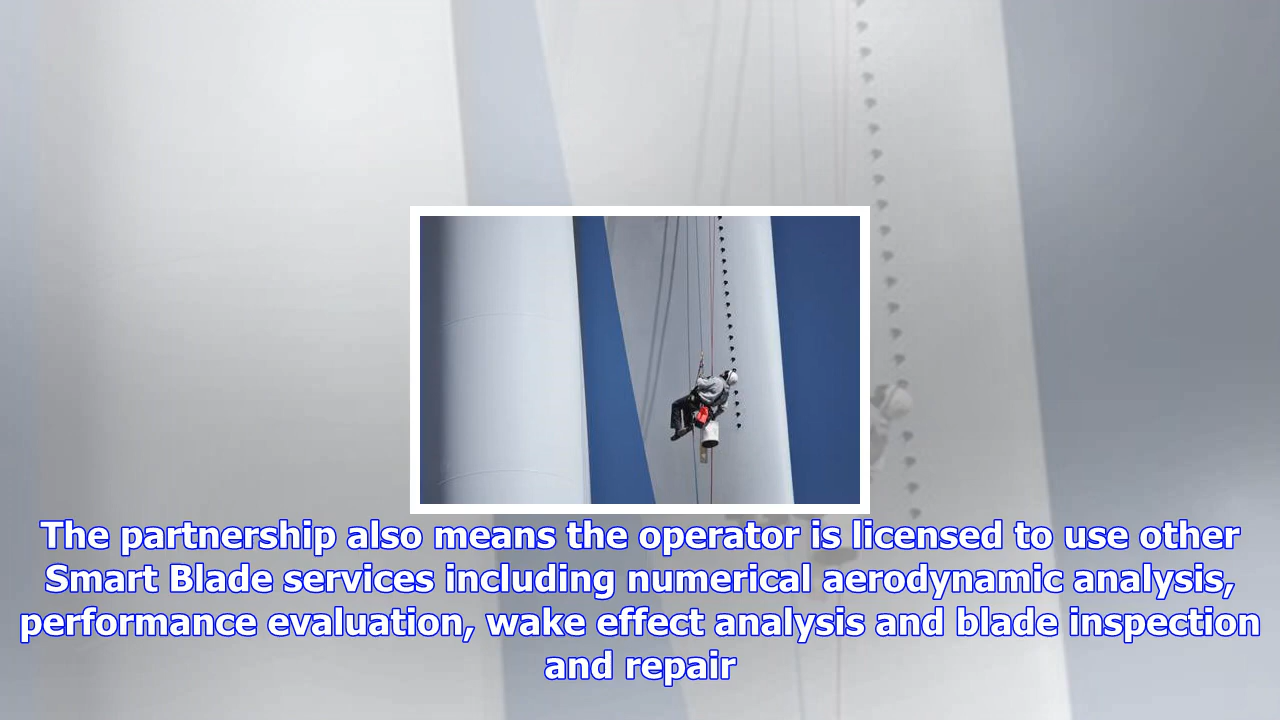 The partnership also means the operator is licensed to use other
Smart Blade services including numerical aerodynamic analysis,
performance evaluation, wake effect analysis and blade inspection
and repair